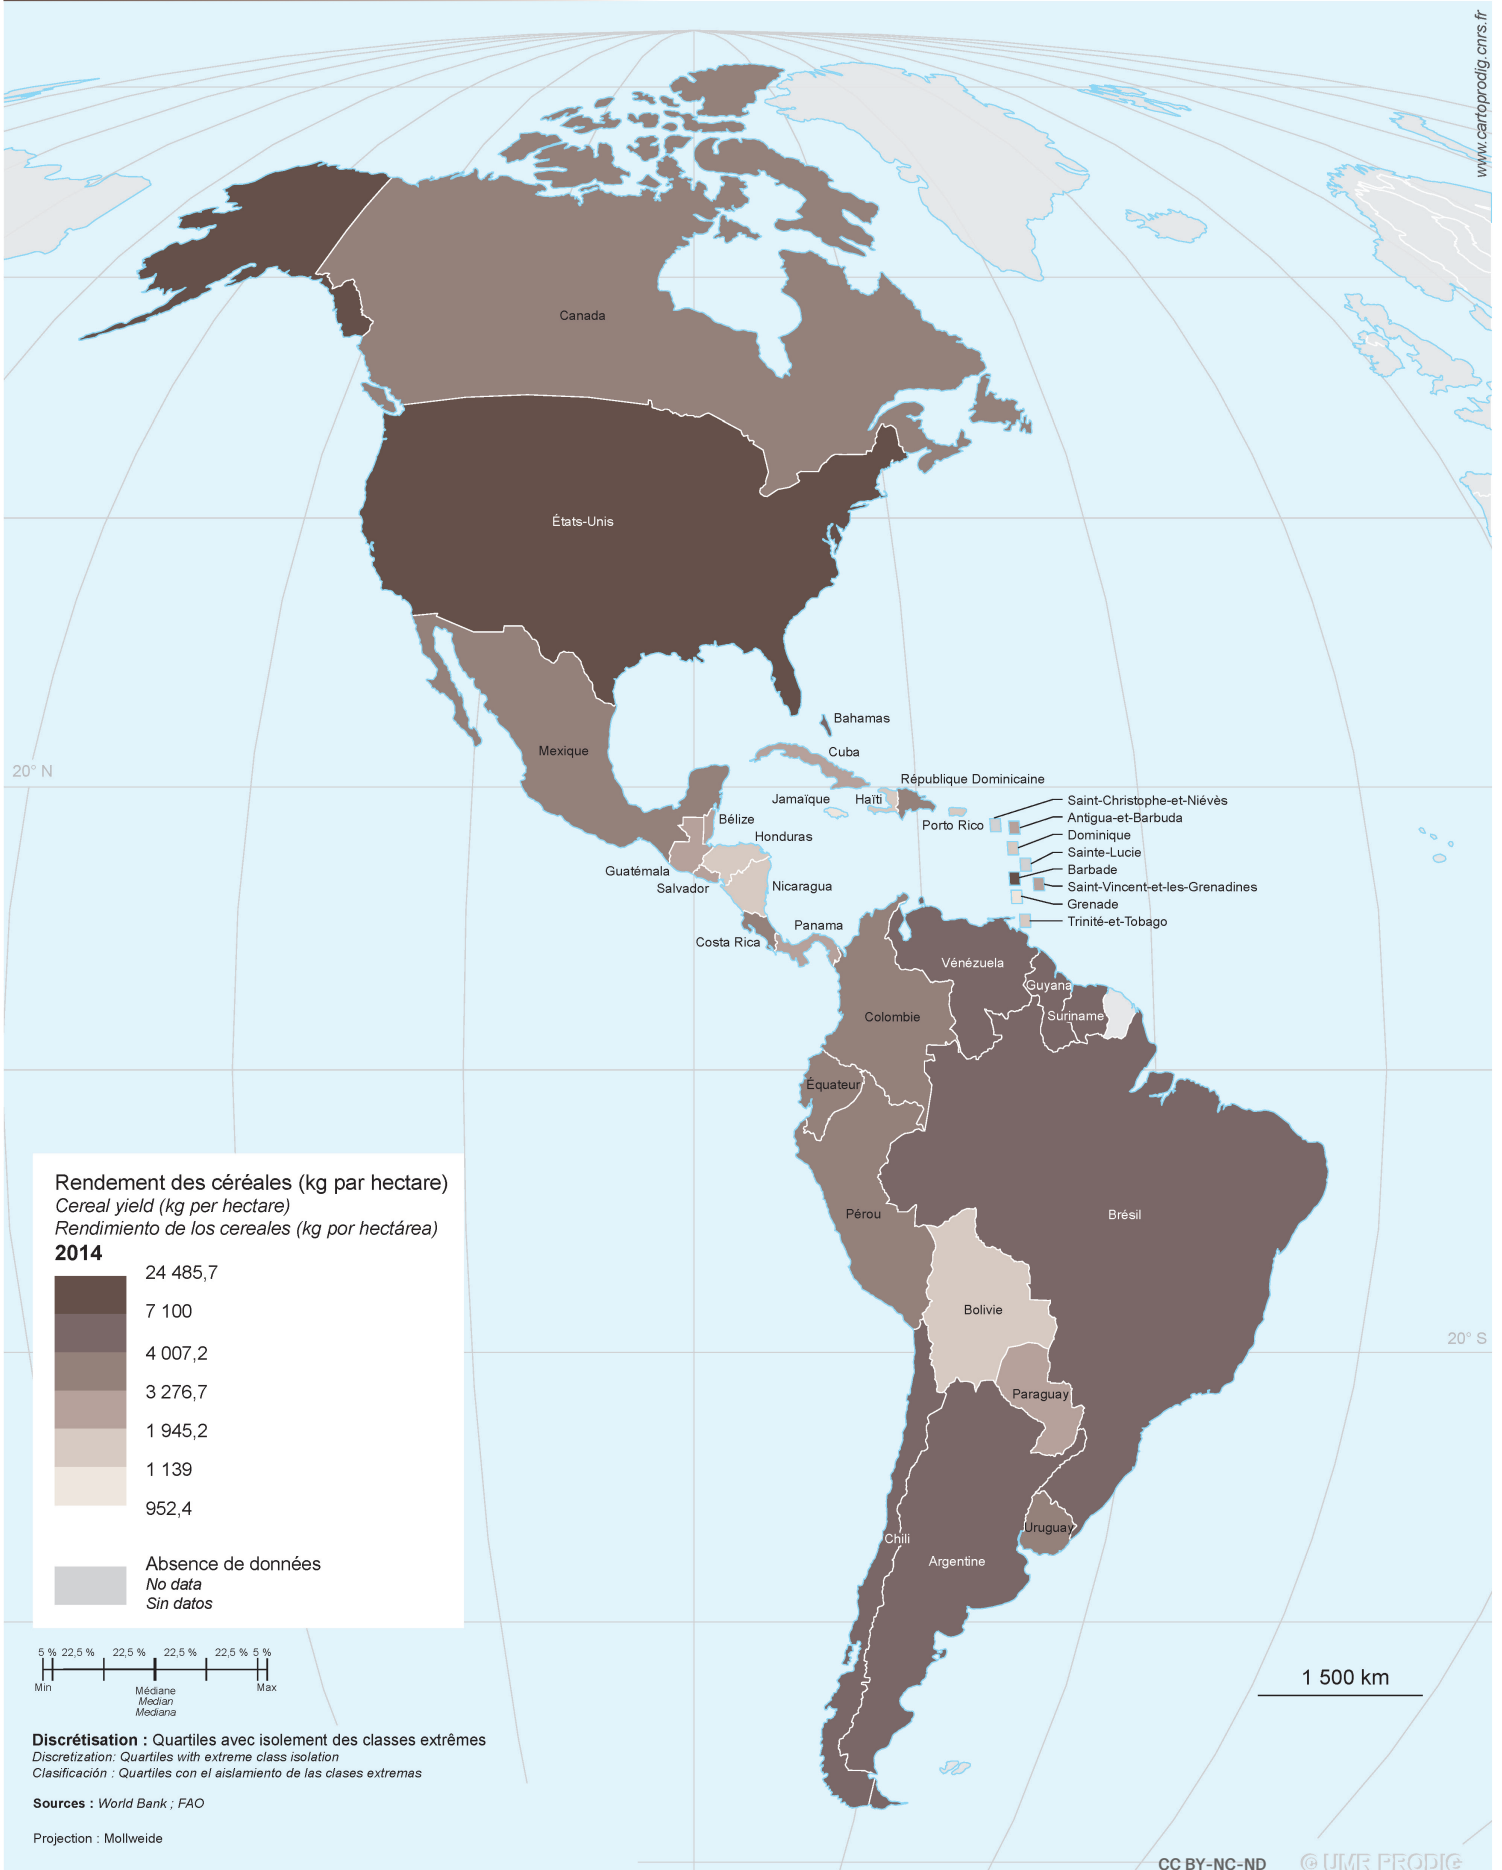 www.cartoprodig.cnrs.fr
Canada
États-Unis
Bahamas
Mexique
Cuba
20° N
République Dominicaine
Jamaïque
Haïti
Saint-Christophe-et-Niévès
Bélize
Porto Rico
Antigua-et-Barbuda
Honduras
Dominique
Sainte-Lucie
Guatémala
Barbade
Salvador
Nicaragua
Saint-Vincent-et-les-Grenadines
Grenade
Panama
Trinité-et-Tobago
Costa Rica
Vénézuela
Guyana
Colombie
Suriname
Équateur
Pérou
Brésil
Bolivie
20° S
Paraguay
Uruguay
Chili
Argentine
Rendement des céréales (kg par hectare)
Cereal yield (kg per hectare)
Rendimiento de los cereales (kg por hectárea)
2014
24 485,7
7 100
4 007,2
3 276,7
1 945,2
1 139
952,4
Absence de données
No data
Sin datos
5 % 22,5 % 22,5 % 22,5 % 22,5 % 5 %
Min Médiane Max
Median
Mediana
1 500 km
Discrétisation : Quartiles avec isolement des classes extrêmes
Discretization: Quartiles with extreme class isolation
Clasificación : Quartiles con el aislamiento de las clases extremas
Sources : World Bank ; FAO
Projection : Mollweide
CC BY-NC-ND © UMR PRODIG